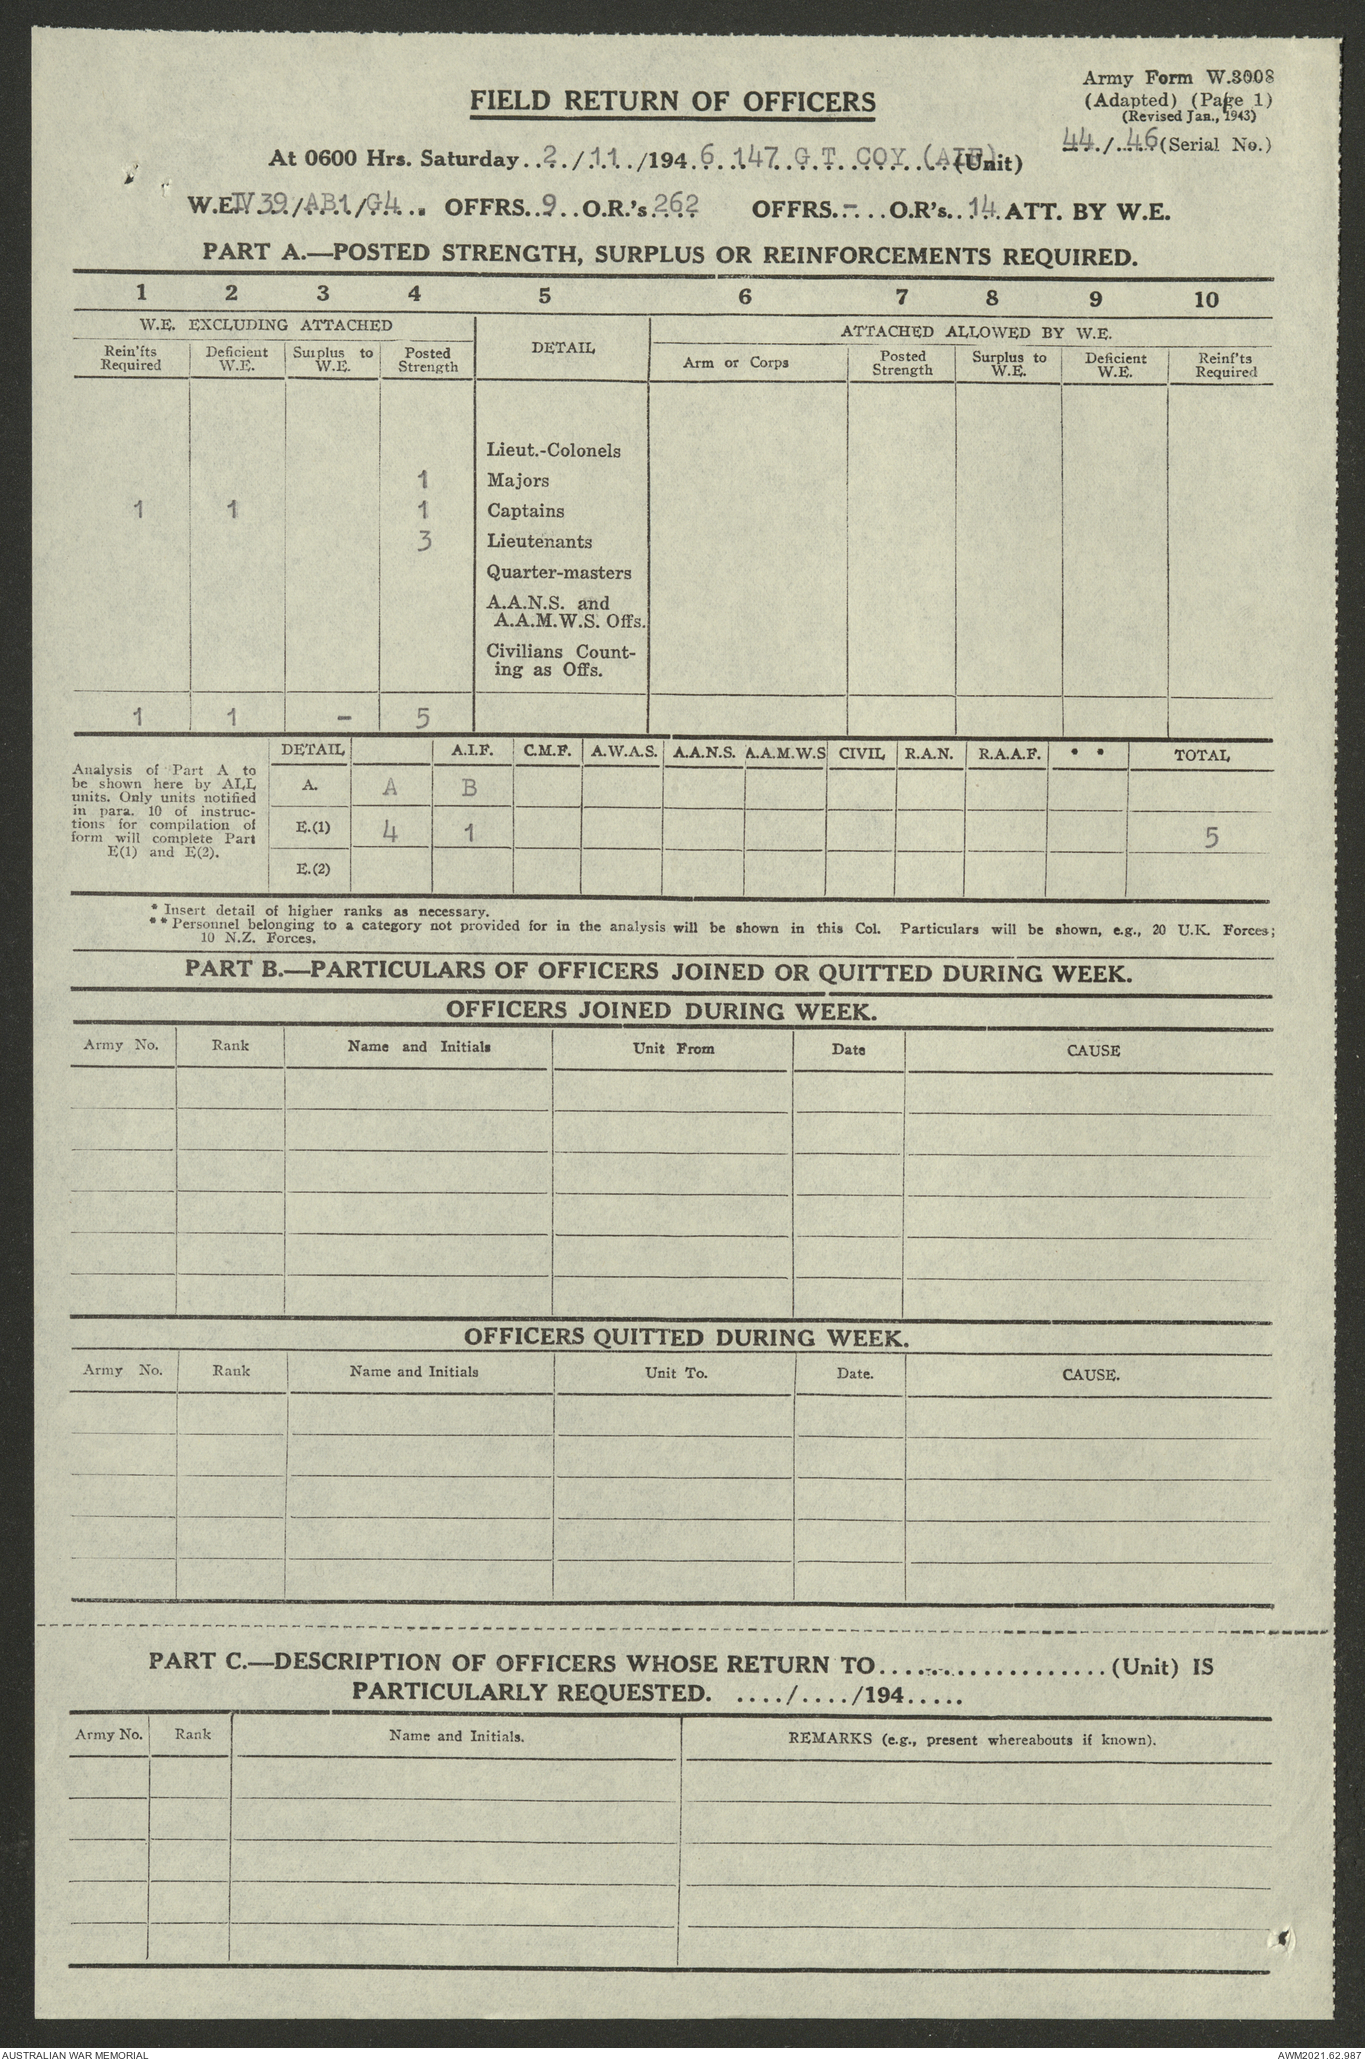 Army Form W.3008
FIELD RETURN OF OFFICERS
(Adapted) (Page 1)
(Revised Jan., 1943)
44/46 (Serial No.)
At 0600 Hrs. Saturday..2../.11../194.6. 147 G.T. COY (AIF) (Unit)
W.E. IV 39/AB1/G4... OFFRS..9..O.R.'s.262 OFFRS..-...O.R's..14.ATT. BY W.E.
PART A.—POSTED STRENGTH, SURPLUS OR REINFORCEMENTS REQUIRED.
1 2 3 4 5 6 7 8 9 10
W.E. EXCLUDING ATTACHED DETAIL ATTACHED ALLOWED BY W.E.
Rein'fts Required Deficient W.E. Surplus to W.E. Posted Strength Arm or Corps Posted Strength Surplus to W.E. Deficient W.E. Reinf'ts Required
Lieut.-Colonels
1 Majors
1 1 1 Captains
3 Lieutenants
Quarter-masters
A.A.N.S. and
A.A.M.W.S. Offs.
Civilians Count-
ing as Offs.
1 1 - 5
DETAIL A.I.F. C.M.F. A.W.A.S. A.A.N.S. A.A.M.W.S CIVIL R.A.N. R.A.A.F. * * TOTAL
Analysis of Part A to
be shown here by ALL
units. Only units notified
in para. 10 of instruc-
tions for compilation of
form will complete Part
E(1) and E(2).
A. A B
E.(1) 4 1 5
E.(2)
* Insert detail of higher ranks as necessary.
** Personnel belonging to a category not provided for in the analysis will be shown in this Col. Particulars will be shown, e.g., 20 U.K. Forces;
10 N.Z. Forces.
PART B.—PARTICULARS OF OFFICERS JOINED OR QUITTED DURING WEEK.
OFFICERS JOINED DURING WEEK.
Army No. Rank Name and Initials Unit From Date CAUSE
OFFICERS QUITTED DURING WEEK.
Army No. Rank Name and Initials Unit To. Date. CAUSE.
PART C.—DESCRIPTION OF OFFICERS WHOSE RETURN TO.....................(Unit) IS
PARTICULARLY REQUESTED. ..../..../194.....
Army No. Rank Name and Initials. REMARKS (e.g., present whereabouts if known).
AUSTRALIAN WAR MEMORIAL AWM2021.62.987